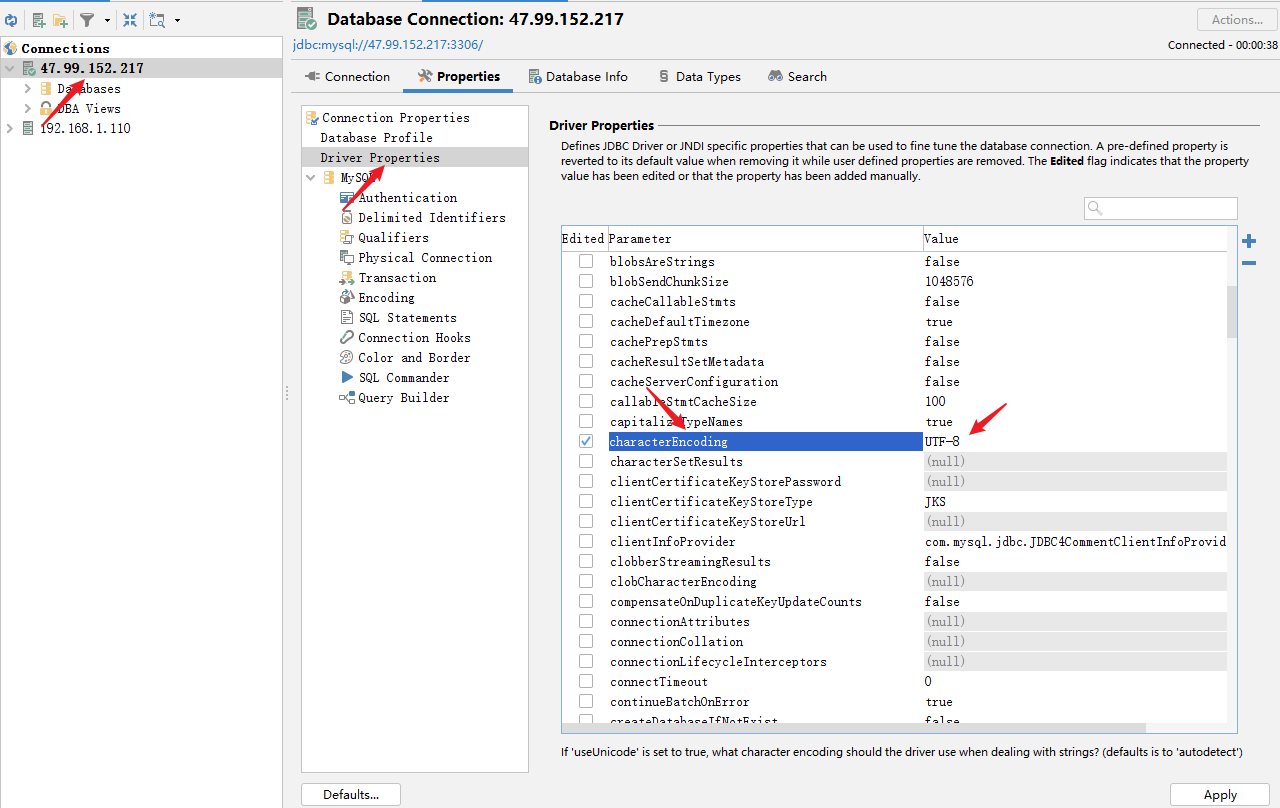 Connections
47.99.152.217
Databases
DBA Views
192.168.1.110
Database Connection: 47.99.152.217
Actions...
jdbc:mysql://47.99.152.217:3306/
Connected - 00:00:38
Connection
Properties
Database Info
Data Types
Search
Connection Properties
Database Profile
Driver Properties
MySQL
Authentication
Delimited Identifiers
Qualifiers
Physical Connection
Transaction
Encoding
SQL Statements
Connection Hooks
Color and Border
SQL Commander
Query Builder
Driver Properties
Defines JDBC Driver or JNDI specific properties that can be used to fine tune the database connection. A pre-defined property is
reverted to its default value when removing it while user defined properties are removed. The Edited flag indicates that the property
value has been edited or that the property has been added manually.
Edited Parameter Value
blobsAreStrings false
blobSendChunkSize 1048576
cacheCallableStmts false
cacheDefaultTimezone true
cachePrepStmts false
cacheResultSetMetadata false
cacheServerConfiguration false
callableStmtCacheSize 100
capitalizeTypeNames true
characterEncoding UTF-8
characterSetResults (null)
clientCertificateKeyStorePassword (null)
clientCertificateKeyStoreType JKS
clientCertificateKeyStoreUrl (null)
clientInfoProvider com.mysql.jdbc.JDBC4CommentClientInfoProvid
clobberStreamingResults false
clobCharacterEncoding (null)
compensateOnDuplicateKeyUpdateCounts false
connectionAttributes (null)
connectionCollation (null)
connectionLifecycleInterceptors (null)
connectTimeout 0
continueBatchOnError true
createDatabaseIfNotExist false
If 'useUnicode' is set to true, what character encoding should the driver use when dealing with strings? (defaults is to 'autodetect')
Defaults...
Apply